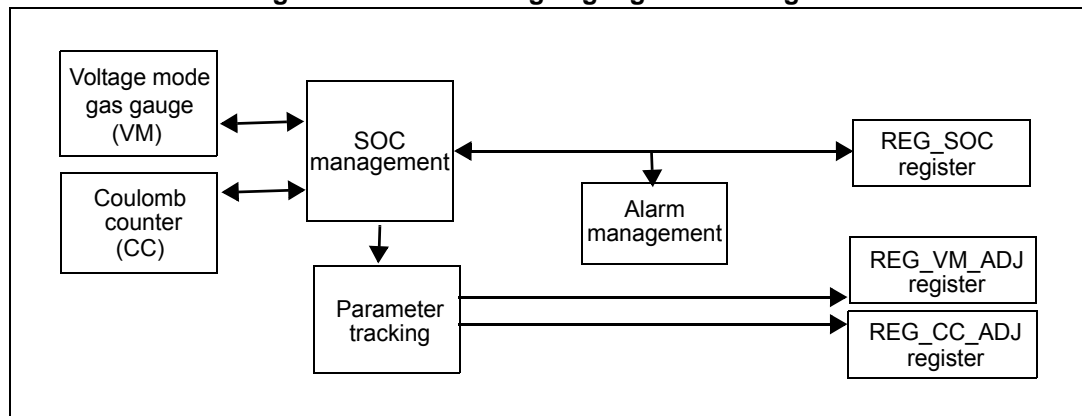 Voltage mode
gas gauge
(VM)
Coulomb
counter
(CC)
SOC
management
Parameter
tracking
Alarm
management
REG_SOC
register
REG_VM_ADJ
register
REG_CC_ADJ
register